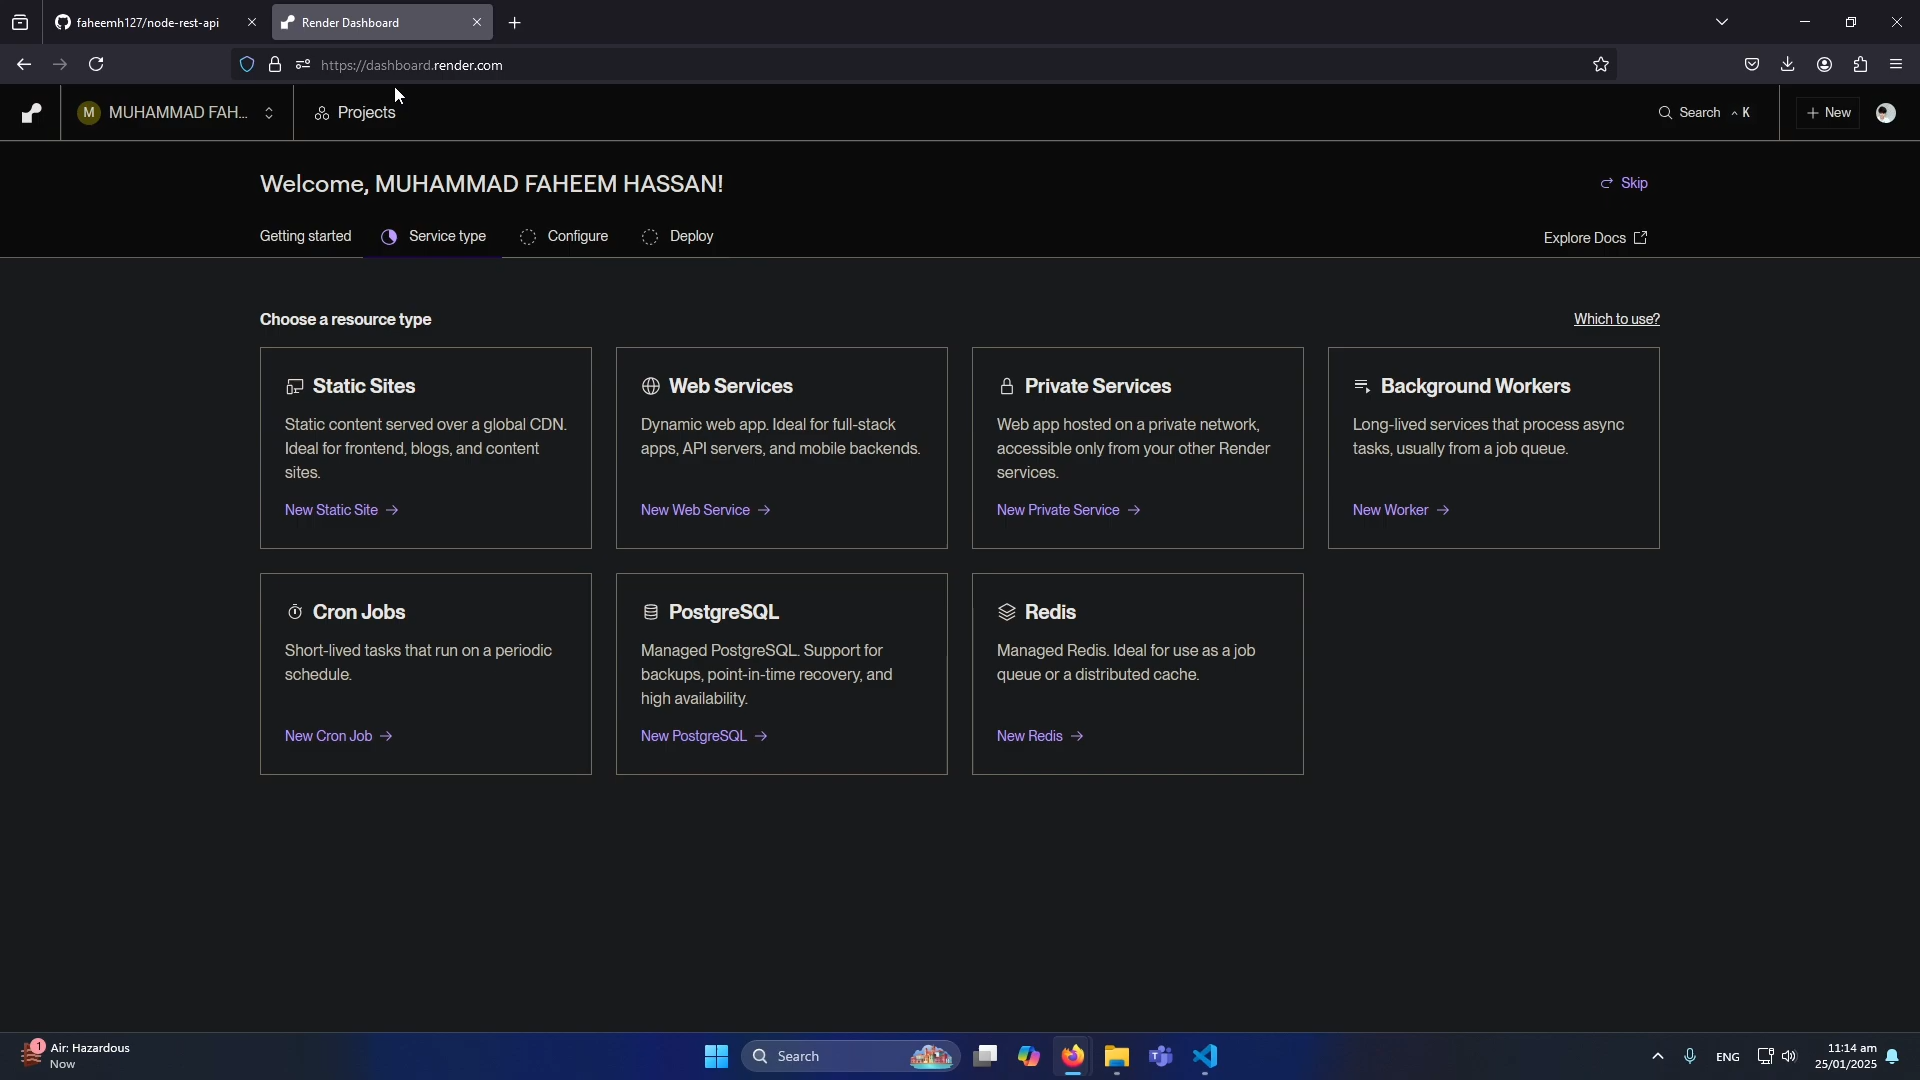 faheemh127/node-rest-api
Render Dashboard
https://dashboard.render.com
M MUHAMMAD FAH...
Projects
Search ^ K
+ New
Welcome, MUHAMMAD FAHEEM HASSAN!
Skip
Getting started
Service type
Configure
Deploy
Explore Docs
Choose a resource type
Which to use?
Static Sites
Static content served over a global CDN.
Ideal for frontend, blogs, and content
sites.
New Static Site →
Web Services
Dynamic web app. Ideal for full-stack
apps, API servers, and mobile backends.
New Web Service →
Private Services
Web app hosted on a private network,
accessible only from your other Render
services.
New Private Service →
Background Workers
Long-lived services that process async
tasks, usually from a job queue.
New Worker →
Cron Jobs
Short-lived tasks that run on a periodic
schedule.
New Cron Job →
PostgreSQL
Managed PostgreSQL. Support for
backups, point-in-time recovery, and
high availability.
New PostgreSQL →
Redis
Managed Redis. Ideal for use as a job
queue or a distributed cache.
New Redis →
1
Air: Hazardous
Now
Search
ENG
11:14 am
25/01/2025